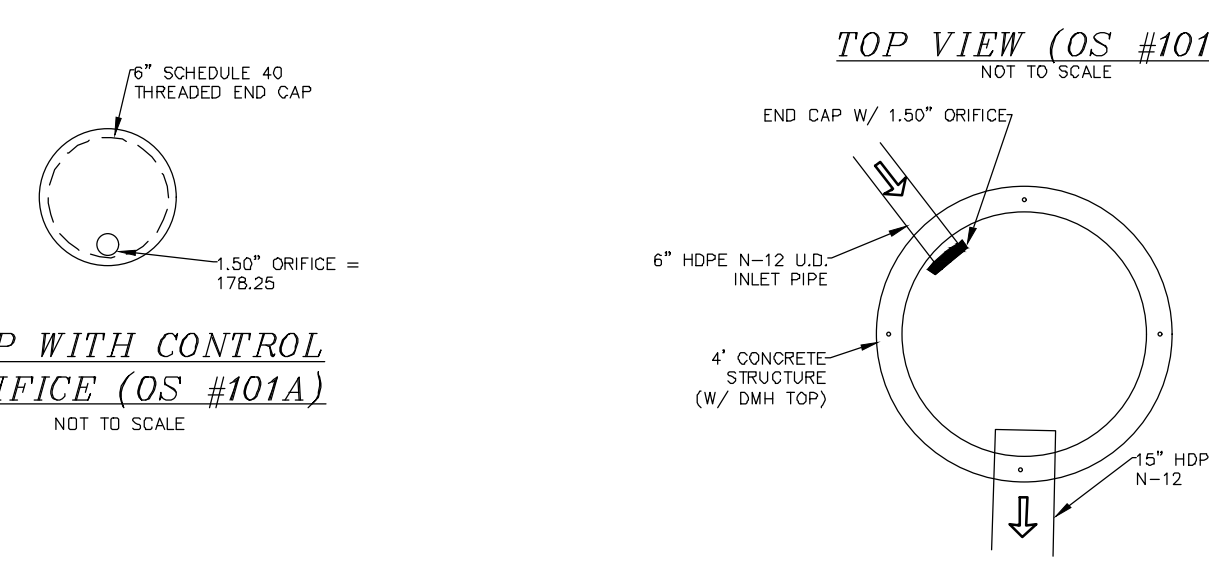 6" SCHEDULE 40
THREADED END CAP
1.50" ORIFICE =
178.25
P WITH CONTROL
IFICE (OS #101A)
NOT TO SCALE
TOP VIEW (OS #101
NOT TO SCALE
END CAP W/ 1.50" ORIFICE
6" HDPE N-12 U.D.
INLET PIPE
4' CONCRETE
STRUCTURE
(W/ DMH TOP)
15" HDP
N-12